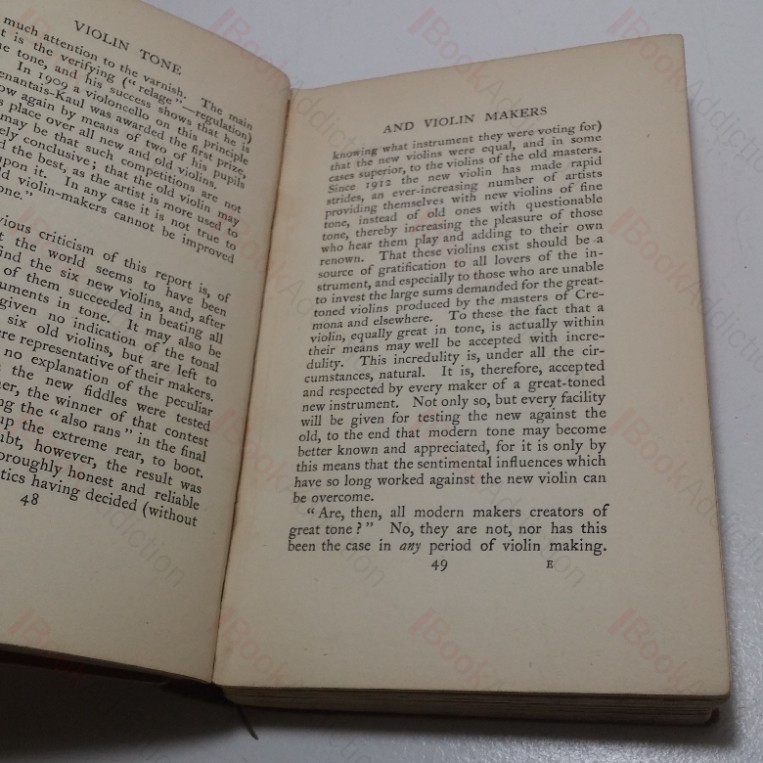 VIOLIN TONE
much attention to the varnish. The main
is the verifying ("relage"—regulation)
tone, and his success shows that he is
In 1909 a violoncello on this principle
enantais-Kaul was awarded the first prize,
again by means of two of his pupils
place over all new and old violins.
may be that such competitions are not
ely conclusive; that the old violin may
the best, as the artist is more used to
upon it. In any case it is not true to
violin-makers cannot be improved
one."
vious criticism of this report is, of
the world seems to have been
find the six new violins, and, after
of them succeeded in beating all
uments in tone. It may also be
given no indication of the tonal
six old violins, but are left to
re representative of their makers.
no explanation of the peculiar
the new fiddles were tested
her, the winner of that contest
ng the "also rans" in the final
up the extreme rear, to boot.
ubt, however, the result was
oroughly honest and reliable
tics having decided (without
48
AND VIOLIN MAKERS
knowing what instrument they were voting for)
that the new violins were equal, and in some
cases superior, to the violins of the old masters.
Since 1912 the new violin has made rapid
strides, an ever-increasing number of artists
providing themselves with new violins of fine
tone, instead of old ones with questionable
tone, thereby increasing the pleasure of those
who hear them play and adding to their own
renown. That these violins exist should be a
source of gratification to all lovers of the in-
strument, and especially to those who are unable
to invest the large sums demanded for the great-
toned violins produced by the masters of Cre-
mona and elsewhere. To these the fact that a
violin, equally great in tone, is actually within
their means may well be accepted with incre-
dulity. This incredulity is, under all the cir-
cumstances, natural. It is, therefore, accepted
and respected by every maker of a great-toned
new instrument. Not only so, but every facility
will be given for testing the new against the
old, to the end that modern tone may become
better known and appreciated, for it is only by
this means that the sentimental influences which
have so long worked against the new violin can
be overcome.
"Are, then, all modern makers creators of
great tone?" No, they are not, nor has this
been the case in any period of violin making.
49 E
BookAddiction